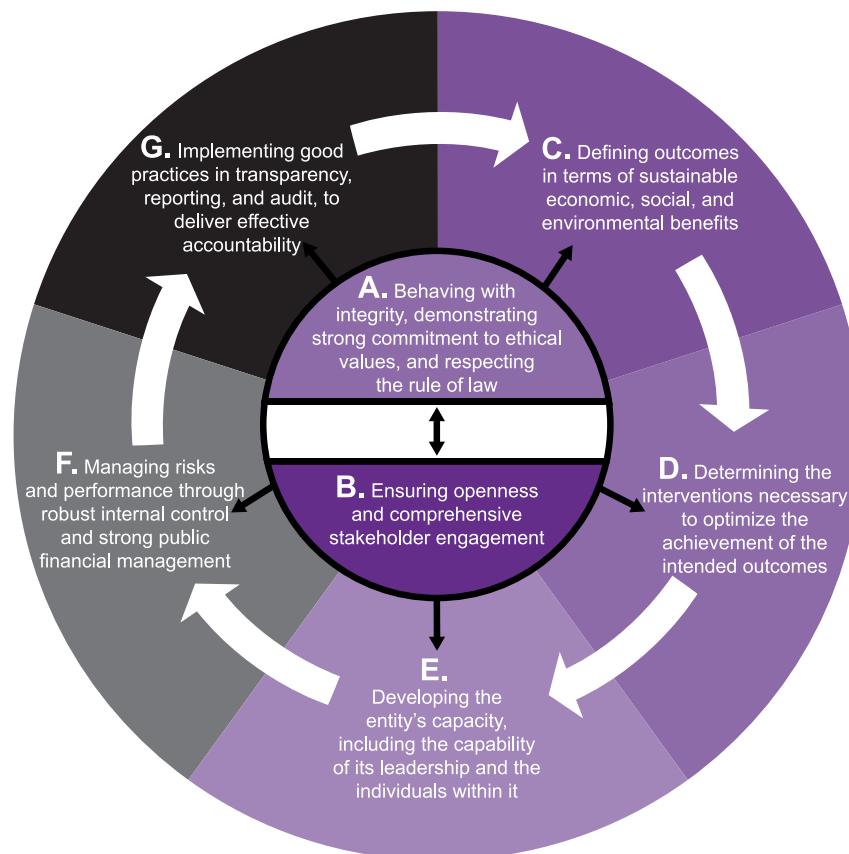 A. Behaving with
integrity, demonstrating
strong commitment to ethical
values, and respecting
the rule of law
B. Ensuring openness
and comprehensive
stakeholder engagement
C. Defining outcomes
in terms of sustainable
economic, social, and
environmental benefits
D. Determining the
interventions necessary
to optimize the
achievement of the
intended outcomes
E.
Developing the
entity’s capacity,
including the capability
of its leadership and the
individuals within it
F. Managing risks
and performance through
robust internal control
and strong public
financial management
G. Implementing good
practices in transparency,
reporting, and audit, to
deliver effective
accountability